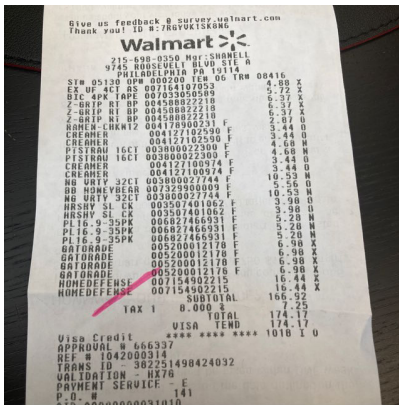 Give us feedback @ survey.walmart.com
Thank you! ID #:7RGYVK1SK8N6
Walmart
215-698-0350 Mgr:SHANELL
9745 ROOSEVELT BLVD STE A
PHILADELPHIA PA 19114
ST# 05130 OP# 000200 TE# 06 TR# 08416
EX UF 4CT AS 007164107053 4.88 X
BIC 4PK TAPE 007033050589 5.72 X
Z-GRIP RT BP 004588822218 6.37 X
Z-GRIP RT BP 004588822218 6.37 X
Z-GRIP RT BP 004588822218 6.37 X
RAMEN-CHKN12 004178900231 F 2.87 O
CREAMER 004127102590 F 3.44 O
CREAMER 004127102590 F 3.44 O
PTSTRAW 16CT 003800022300 F 4.68 N
PTSTRAW 16CT 003800022300 F 4.68 N
CREAMER 004127100974 F 3.44 O
CREAMER 004127100974 F 3.44 O
NG VRTY 32CT 003800027744 F 10.53 N
BB HONEYBEAR 007329900009 F 5.56 O
NG VRTY 32CT 003800027744 F 10.53 N
HRSHY SL CK 003507401062 F 3.98 O
HRSHY SL CK 003507401062 F 3.98 O
PL16.9-35PK 006827466931 F 5.28 N
PL16.9-35PK 006827466931 F 5.28 N
PL16.9-35PK 006827466931 F 5.28 N
GATORADE 005200012178 F 6.98 X
GATORADE 005200012178 F 6.98 X
GATORADE 005200012178 F 6.98 X
GATORADE 005200012178 F 6.98 X
HOMEDEFENSE 007154902215 16.44 X
HOMEDEFENSE 007154902215 16.44 X
SUBTOTAL 166.92
TAX 1 8.000 % 7.25
TOTAL 174.17
VISA TEND 174.17
Visa Credit **** **** **** 1018 I 0
APPROVAL # 666337
REF # 1042000314
TRANS ID - 382251498424032
VALIDATION - HX76
PAYMENT SERVICE - E
P.O. # 141